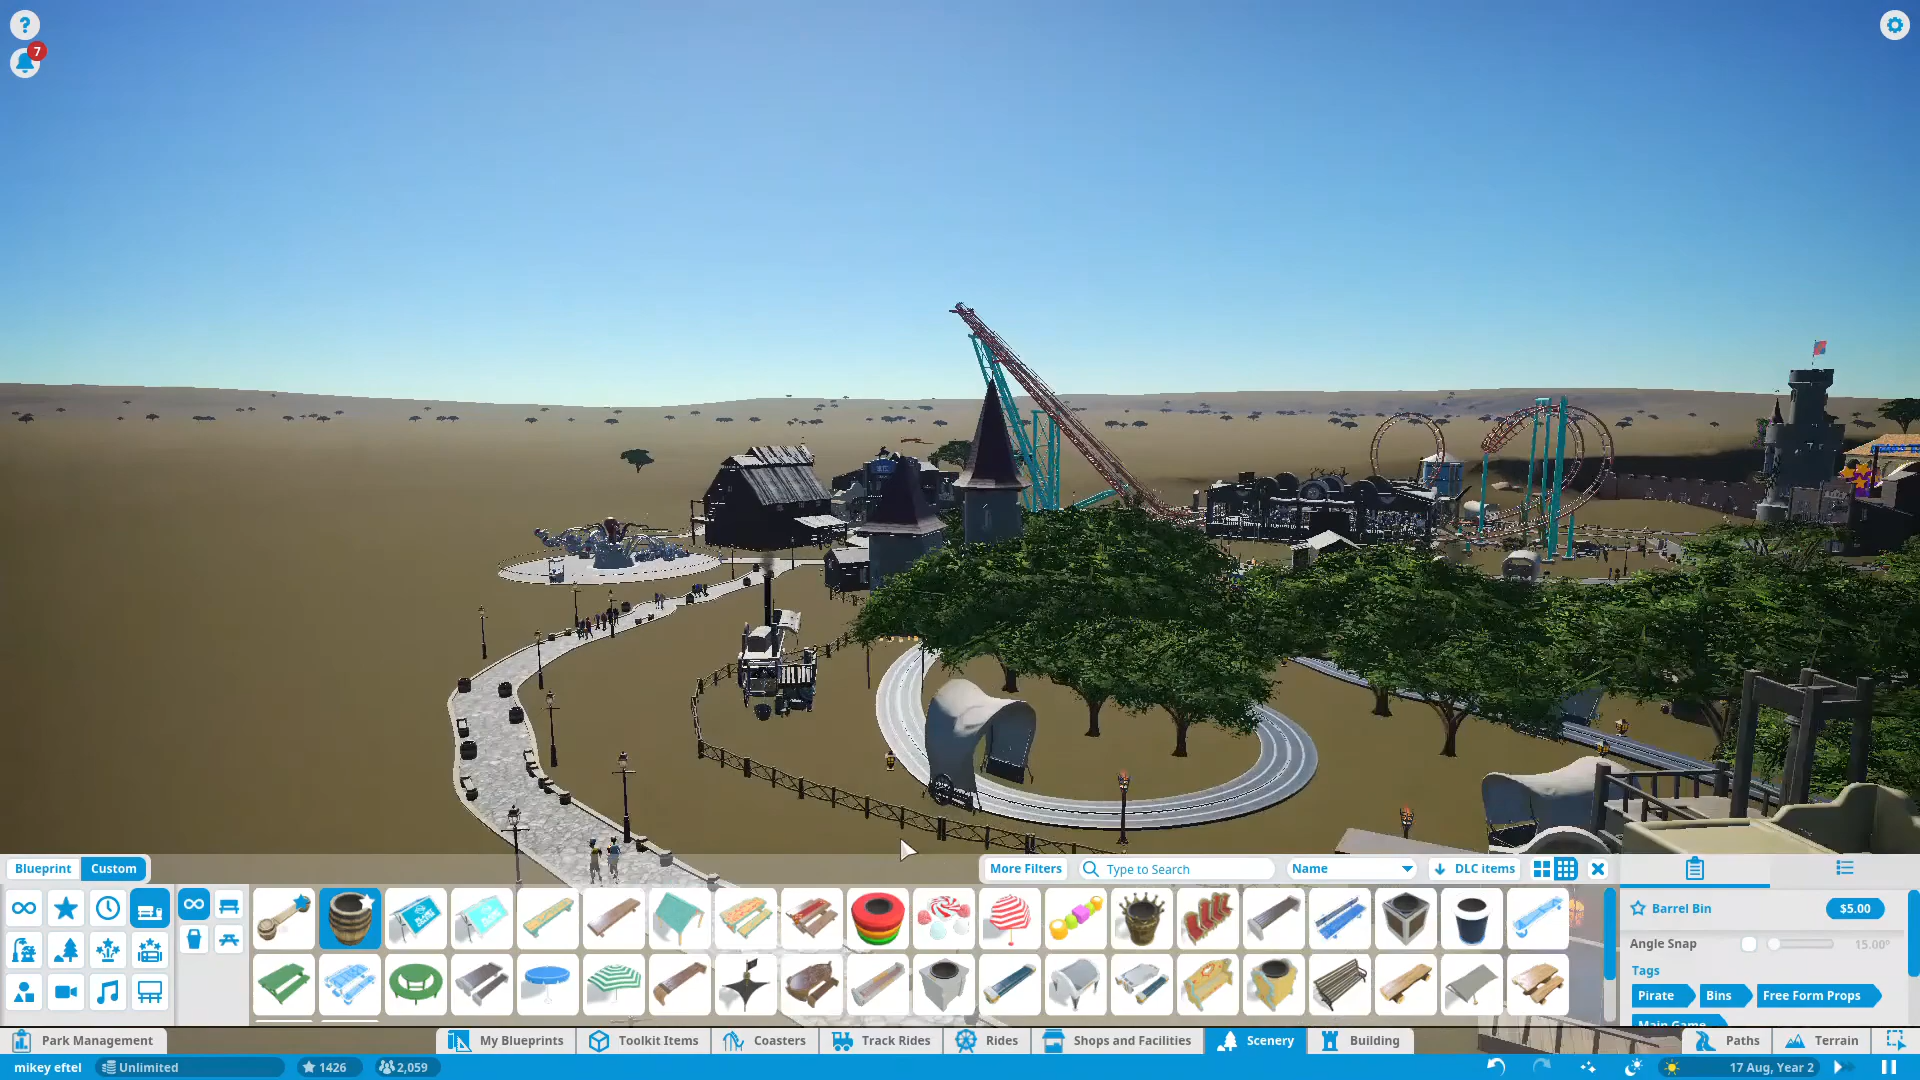 ?
7
Blueprint Custom
More Filters Type to Search Name DLC items
Barrel Bin $5.00
Angle Snap 15.00°
Tags
Pirate Bins Free Form Props
Main Game
Park Management My Blueprints Toolkit Items Coasters Track Rides Rides Shops and Facilities Scenery Building Paths Terrain
mikey eftel Unlimited 1426 2,059 17 Aug, Year 2